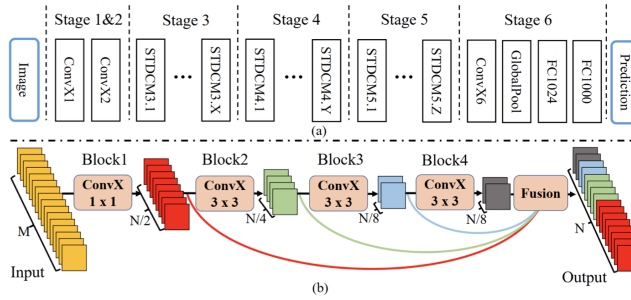 Stage 1&2 Stage 3 Stage 4 Stage 5 Stage 6
Image
ConvX1
ConvX2
STDCM3.1
...
STDCM3.X
STDCM4.1
...
STDCM4.Y
STDCM5.1
...
STDCM5.Z
ConvX6
GlobalPool
FC1024
FC1000
Prediction
(a)
Block1 Block2 Block3 Block4
ConvX
1 x 1
ConvX
3 x 3
ConvX
3 x 3
ConvX
3 x 3
Fusion
M
N/2
N/4
N/8
N/8
N
Input
Output
(b)